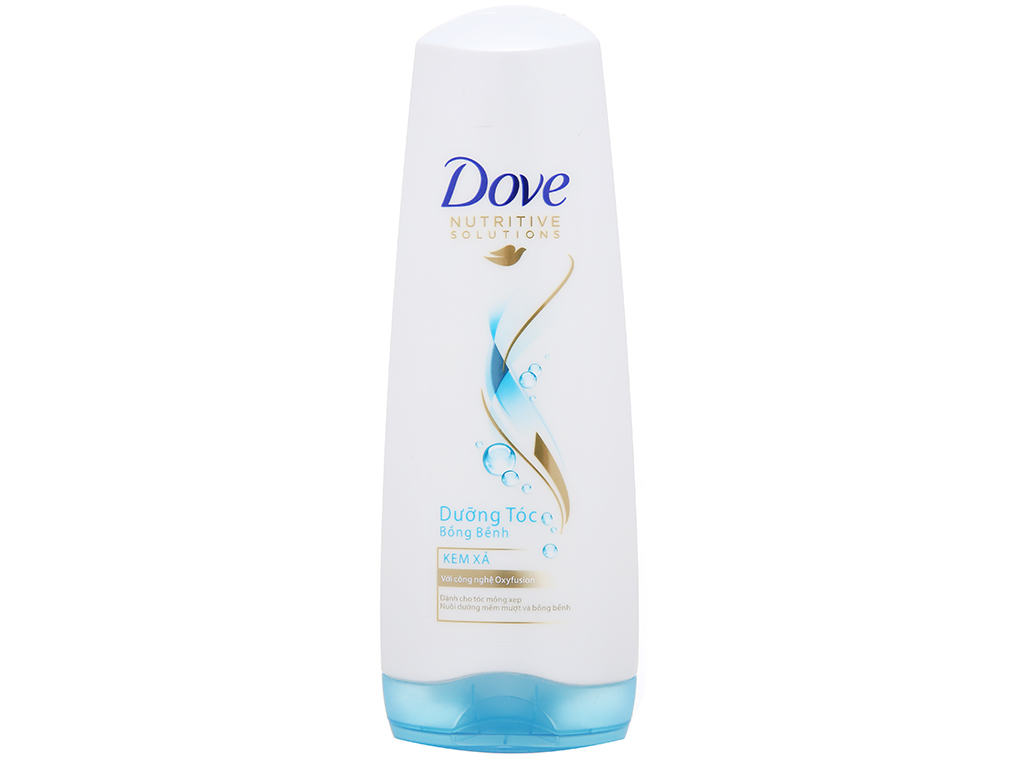 Dove
NUTRITIVE
SOLUTIONS
Dưỡng Tóc
Bồng Bềnh
KEM XẢ
Với công nghệ Oxyfusion
Dành cho tóc mỏng xẹp
Nuôi dưỡng mềm mượt và bồng bềnh